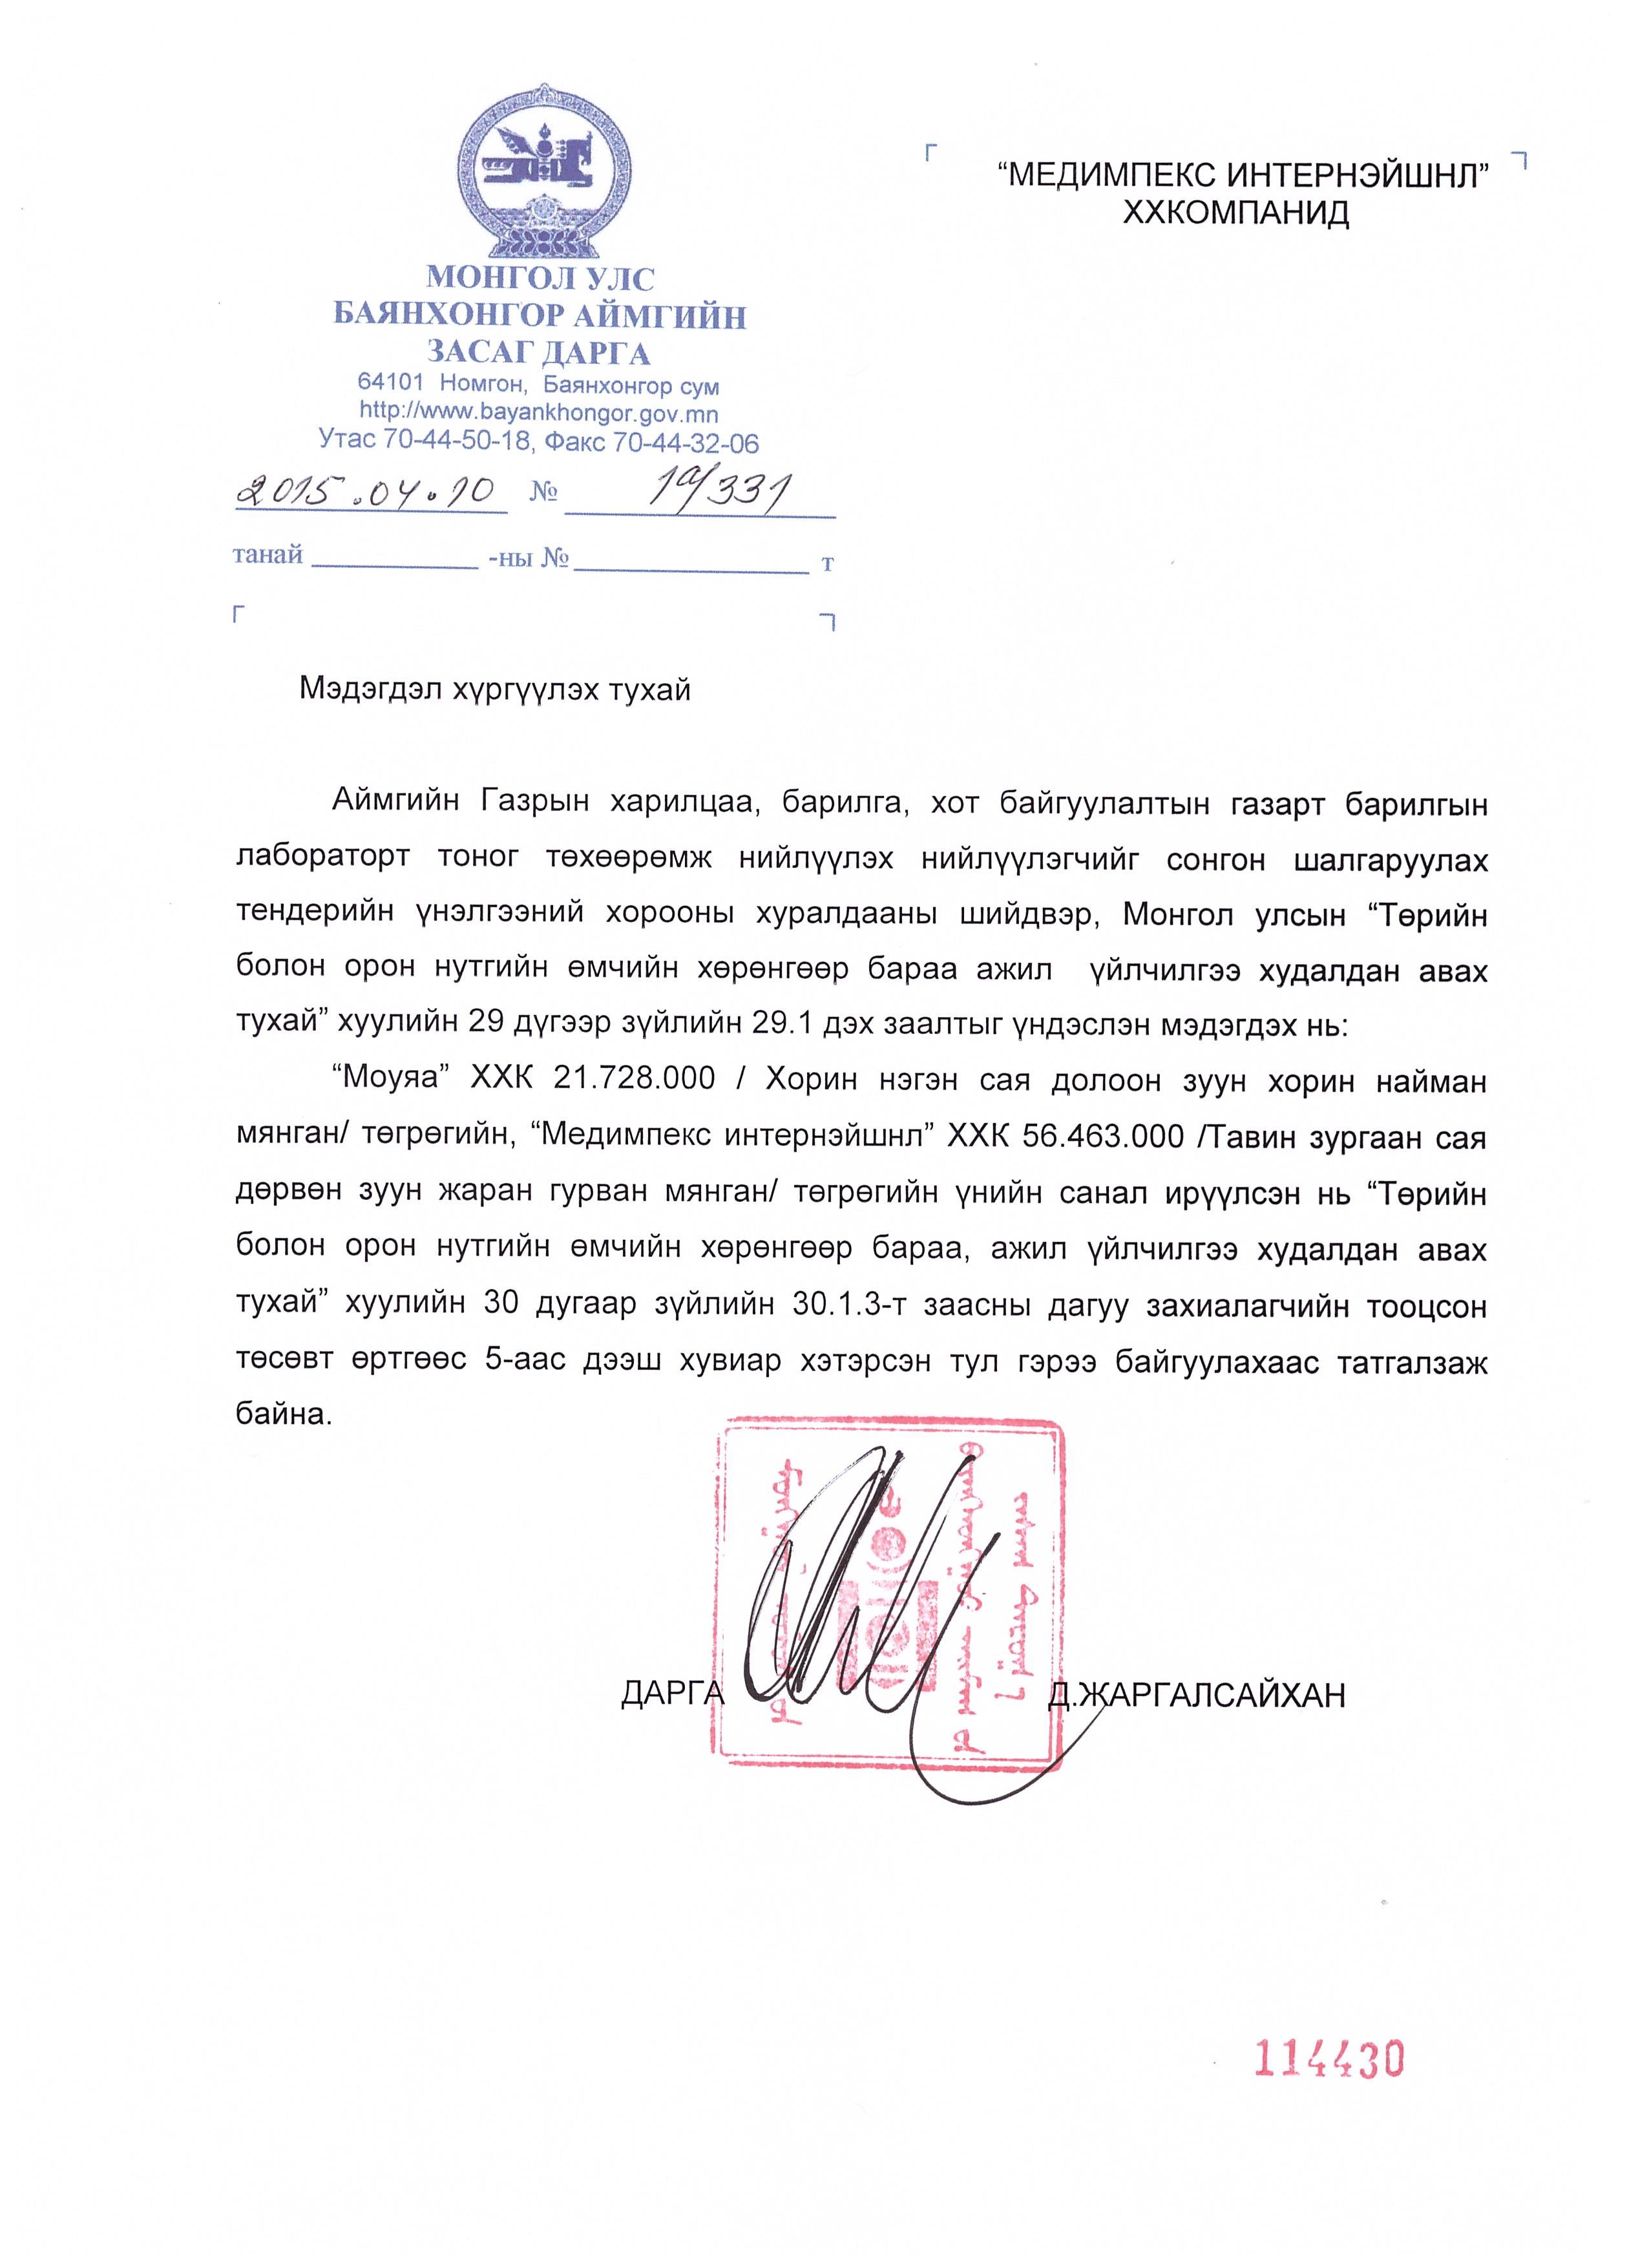 “МЕДИМПЕКС ИНТЕРНЭЙШНЛ”
ХХКОМПАНИД
МОНГОЛ УЛС
БАЯНХОНГОР АЙМГИЙН
ЗАСАГ ДАРГА
64101 Номгон, Баянхонгор сум
http://www.bayankhongor.gov.mn
Утас 70-44-50-18, Факс 70-44-32-06
2015.04.10 № 1а/331
танай -ны № т
Мэдэгдэл хүргүүлэх тухай
Аймгийн Газрын харилцаа, барилга, хот байгуулалтын газарт барилгын
лабораторт тоног төхөөрөмж нийлүүлэх нийлүүлэгчийг сонгон шалгаруулах
тендерийн үнэлгээний хорооны хуралдааны шийдвэр, Монгол улсын “Төрийн
болон орон нутгийн өмчийн хөрөнгөөр бараа ажил үйлчилгээ худалдан авах
тухай” хуулийн 29 дүгээр зүйлийн 29.1 дэх заалтыг үндэслэн мэдэгдэх нь:
“Моуяа” ХХК 21.728.000 / Хорин нэгэн сая долоон зуун хорин найман
мянган/ төгрөгийн, “Медимпекс интернэйшнл” ХХК 56.463.000 /Тавин зургаан сая
дөрвөн зуун жаран гурван мянган/ төгрөгийн үнийн санал ирүүлсэн нь “Төрийн
болон орон нутгийн өмчийн хөрөнгөөр бараа, ажил үйлчилгээ худалдан авах
тухай” хуулийн 30 дугаар зүйлийн 30.1.3-т заасны дагуу захиалагчийн тооцсон
төсөвт өртгөөс 5-аас дээш хувиар хэтэрсэн тул гэрээ байгуулахаас татгалзаж
байна.
ДАРГА Д.ЖАРГАЛСАЙХАН
114430